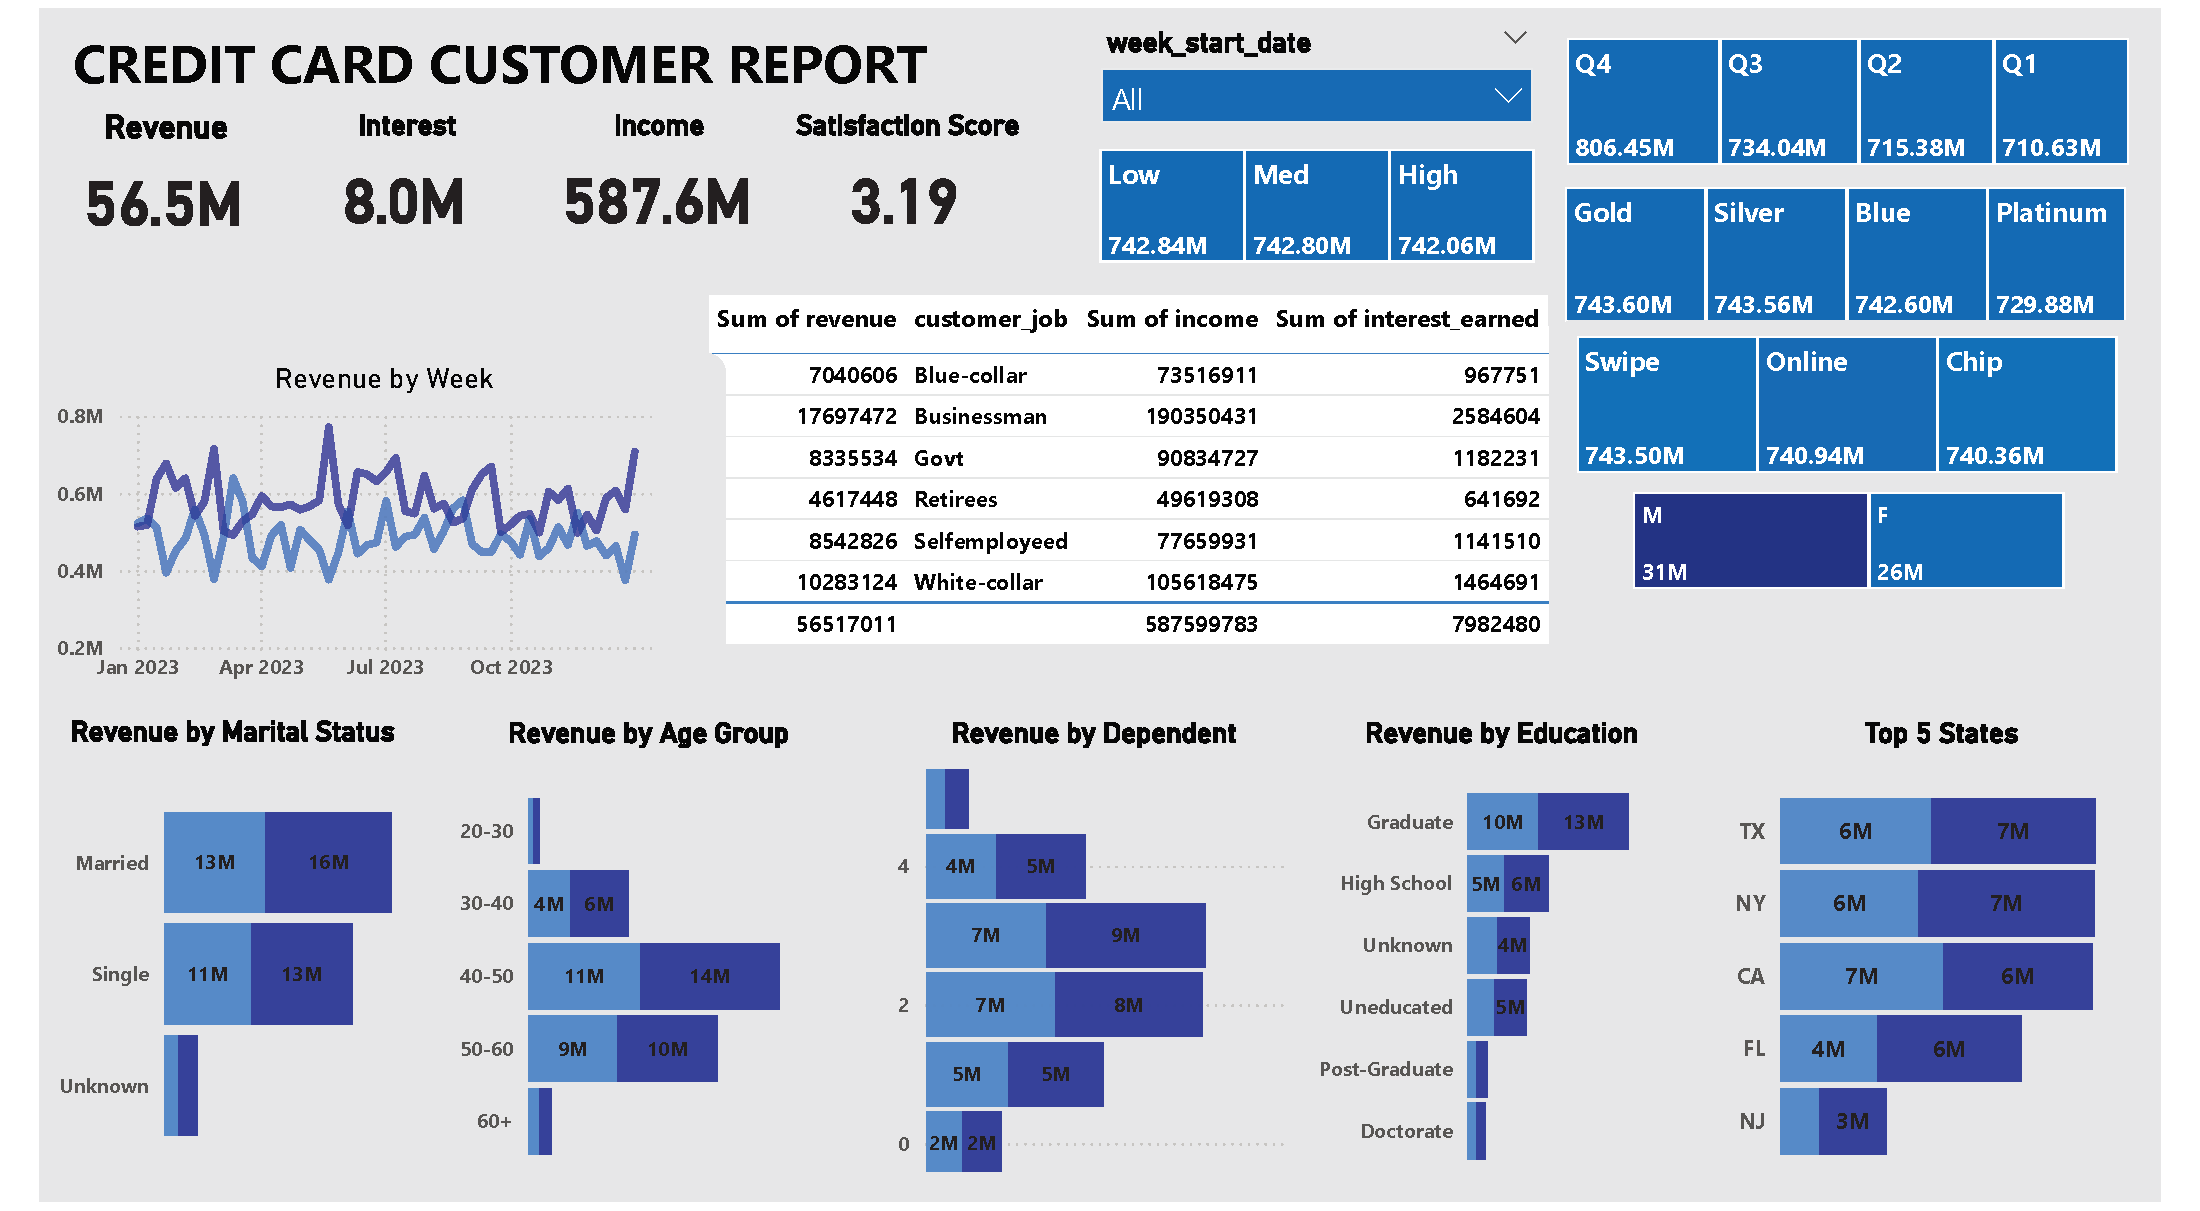 CREDIT CARD CUSTOMER REPORT
Revenue
56.5M
Interest
8.0M
Income
587.6M
Satisfaction Score
3.19
week_start_date
All
Low
742.84M
Med
742.80M
High
742.06M
Q4
806.45M
Q3
734.04M
Q2
715.38M
Q1
710.63M
Gold
743.60M
Silver
743.56M
Blue
742.60M
Platinum
729.88M
Swipe
743.50M
Online
740.94M
Chip
740.36M
M
31M
F
26M
Revenue by Week
0.8M
0.6M
0.4M
0.2M
Jan 2023 Apr 2023 Jul 2023 Oct 2023
Sum of revenue customer_job Sum of income Sum of interest_earned
7040606 Blue-collar 73516911 967751
17697472 Businessman 190350431 2584604
8335534 Govt 90834727 1182231
4617448 Retirees 49619308 641692
8542826 Selfemployeed 77659931 1141510
10283124 White-collar 105618475 1464691
56517011 587599783 7982480
Revenue by Marital Status
Married 13M 16M
Single 11M 13M
Unknown
Revenue by Age Group
20-30
30-40 4M 6M
40-50 11M 14M
50-60 9M 10M
60+
Revenue by Dependent
4 4M 5M
7M 9M
2 7M 8M
5M 5M
0 2M 2M
Revenue by Education
Graduate 10M 13M
High School 5M 6M
Unknown 4M
Uneducated 5M
Post-Graduate
Doctorate
Top 5 States
TX 6M 7M
NY 6M 7M
CA 7M 6M
FL 4M 6M
NJ 3M